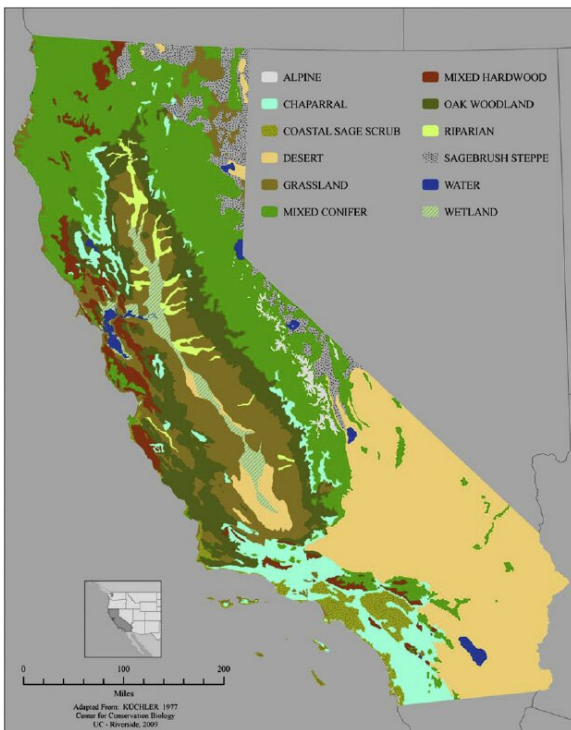 ALPINE
CHAPARRAL
COASTAL SAGE SCRUB
DESERT
GRASSLAND
MIXED CONIFER
MIXED HARDWOOD
OAK WOODLAND
RIPARIAN
SAGEBRUSH STEPPE
WATER
WETLAND
0 100 200
Miles
Adapted From: KÜCHLER 1977
Center for Conservation Biology
UC - Riverside, 2009